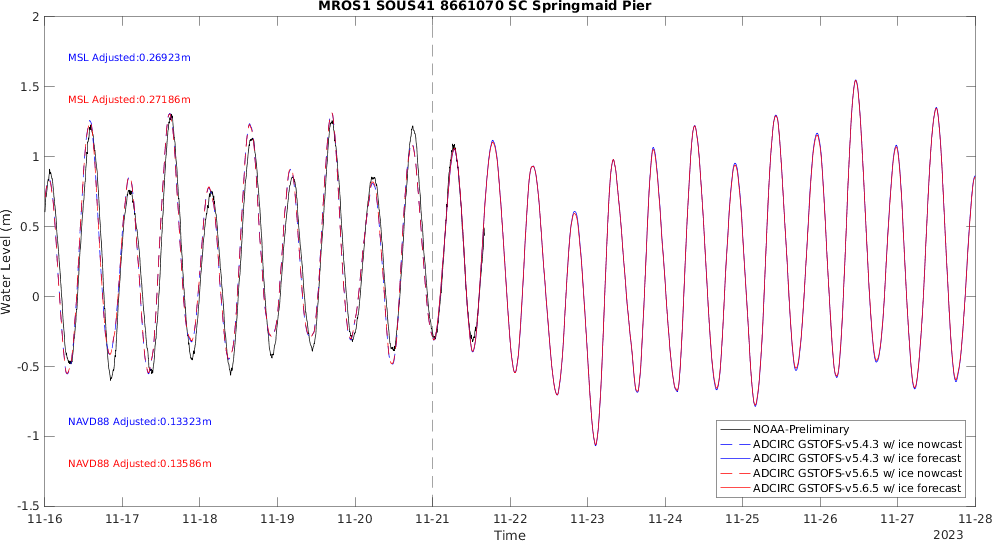 MROS1 SOUS41 8661070 SC Springmaid Pier
2
1.5
1
0.5
0
-0.5
-1
-1.5
Water Level (m)
MSL Adjusted:0.26923m
MSL Adjusted:0.27186m
NAVD88 Adjusted:0.13323m
NAVD88 Adjusted:0.13586m
NOAA-Preliminary
ADCIRC GSTOFS-v5.4.3 w/ ice nowcast
ADCIRC GSTOFS-v5.4.3 w/ ice forecast
ADCIRC GSTOFS-v5.6.5 w/ ice nowcast
ADCIRC GSTOFS-v5.6.5 w/ ice forecast
11-16 11-17 11-18 11-19 11-20 11-21 11-22 11-23 11-24 11-25 11-26 11-27 11-28
Time
2023